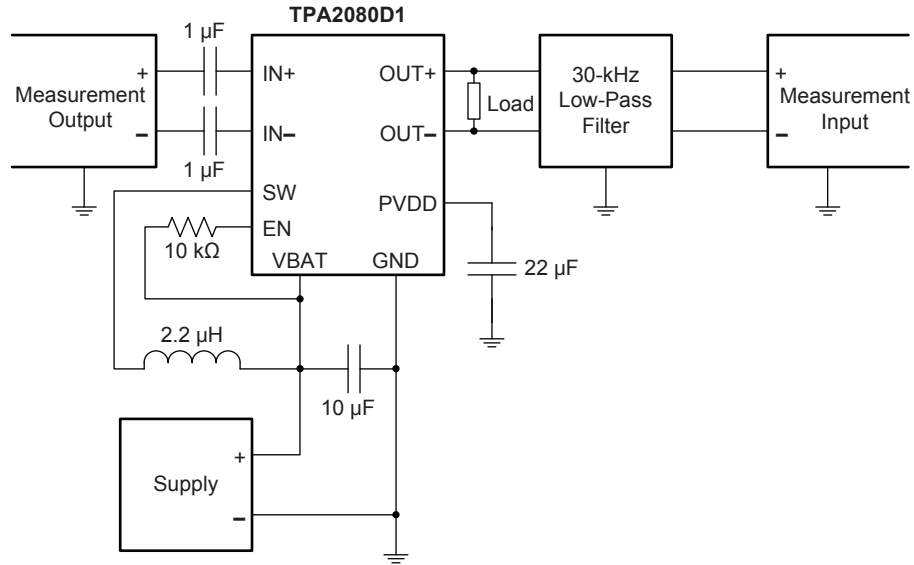 TPA2080D1
1 µF
Measurement
Output
+
–
1 µF
IN+
IN–
SW
EN
VBAT
GND
OUT+
OUT–
PVDD
Load
30-kHz
Low-Pass
Filter
+
–
Measurement
Input
10 kΩ
22 µF
2.2 µH
10 µF
Supply
+
–